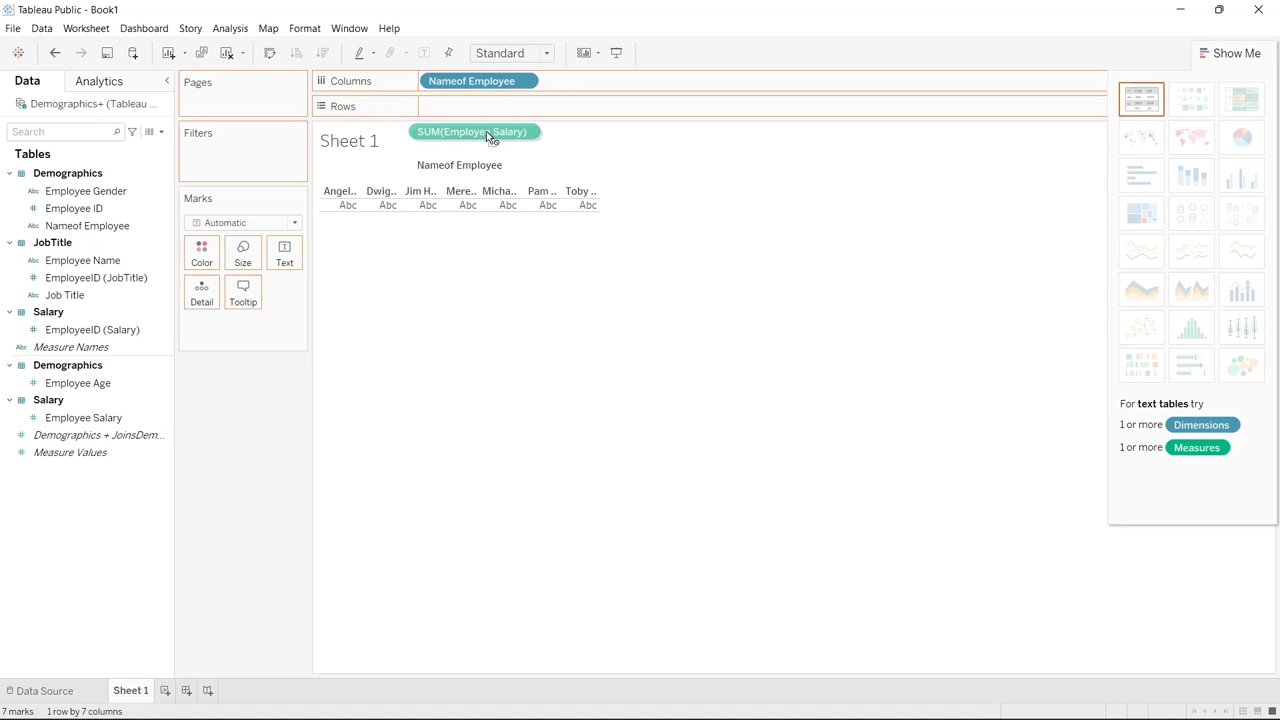 Tableau Public - Book1
File Data Worksheet Dashboard Story Analysis Map Format Window Help
Standard
Show Me
Data Analytics
Pages
Columns Nameof Employee
Rows
Demographics+ (Tableau ...
Search
Filters
SUM(Employee Salary)
Sheet 1
Tables
Nameof Employee
Demographics
Abc Employee Gender
Angel.. Dwig.. Jim H.. Mere.. Micha.. Pam .. Toby ..
Abc Abc Abc Abc Abc Abc Abc
Marks
# Employee ID
Abc Nameof Employee
Automatic
JobTitle
Abc Employee Name
Color Size Text
# EmployeeID (JobTitle)
Abc Job Title
Detail Tooltip
Salary
# EmployeeID (Salary)
Abc Measure Names
Demographics
# Employee Age
Salary
# Employee Salary
# Demographics + JoinsDem...
# Measure Values
For text tables try
1 or more Dimensions
1 or more Measures
Data Source Sheet 1
7 marks 1 row by 7 columns